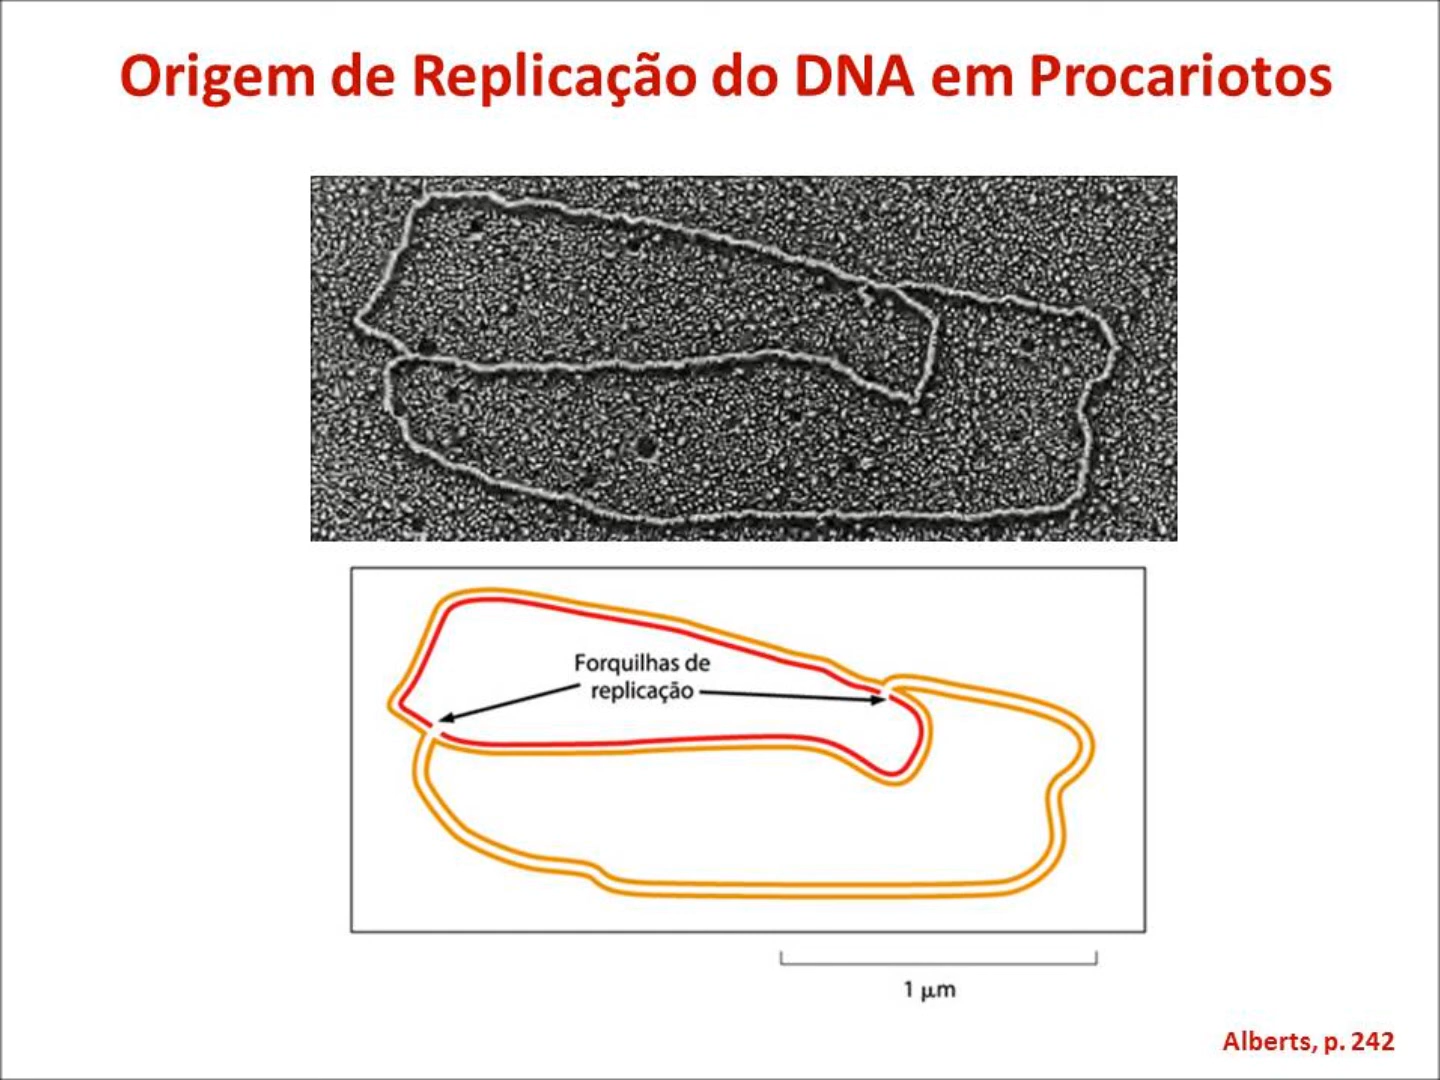 Origem de Replicação do DNA em Procariotos
Forquilhas de
replicação
1 μm
Alberts, p. 242